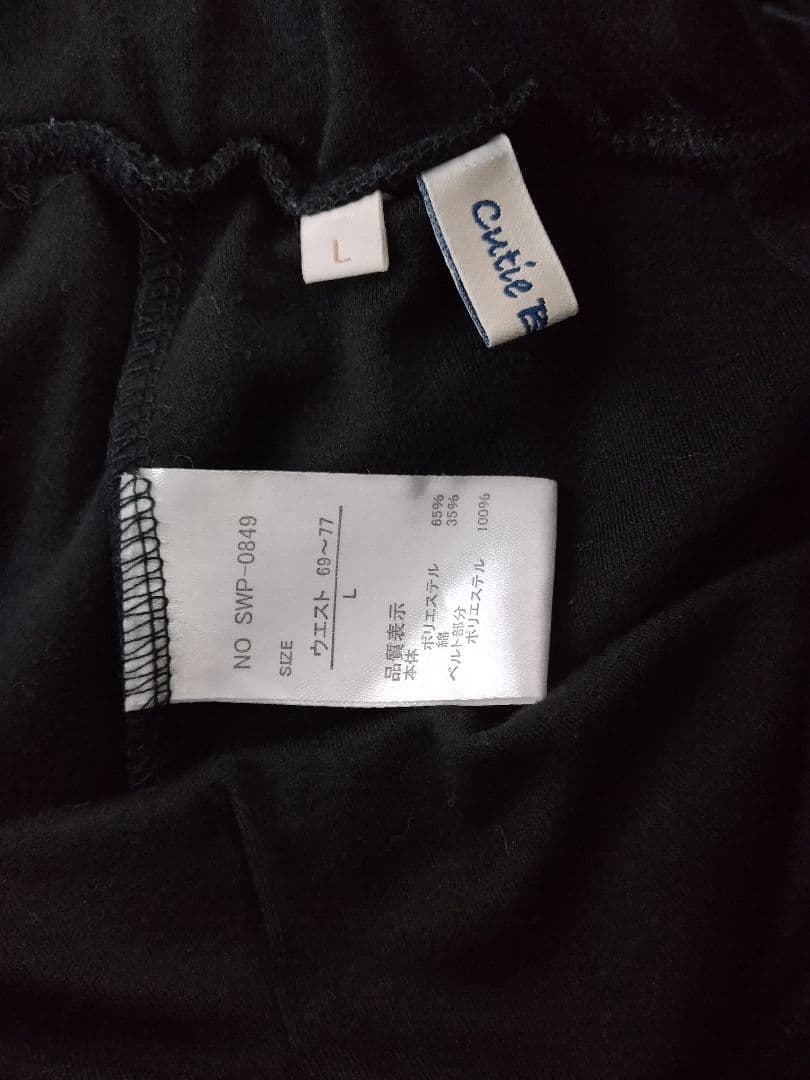 L
Cutie B
NO SWP-0849
SIZE
ウエスト 69～77
L
品質表示
本体
ポリエステル 65%
綿 35%
ベルト部分
ポリエステル 100%